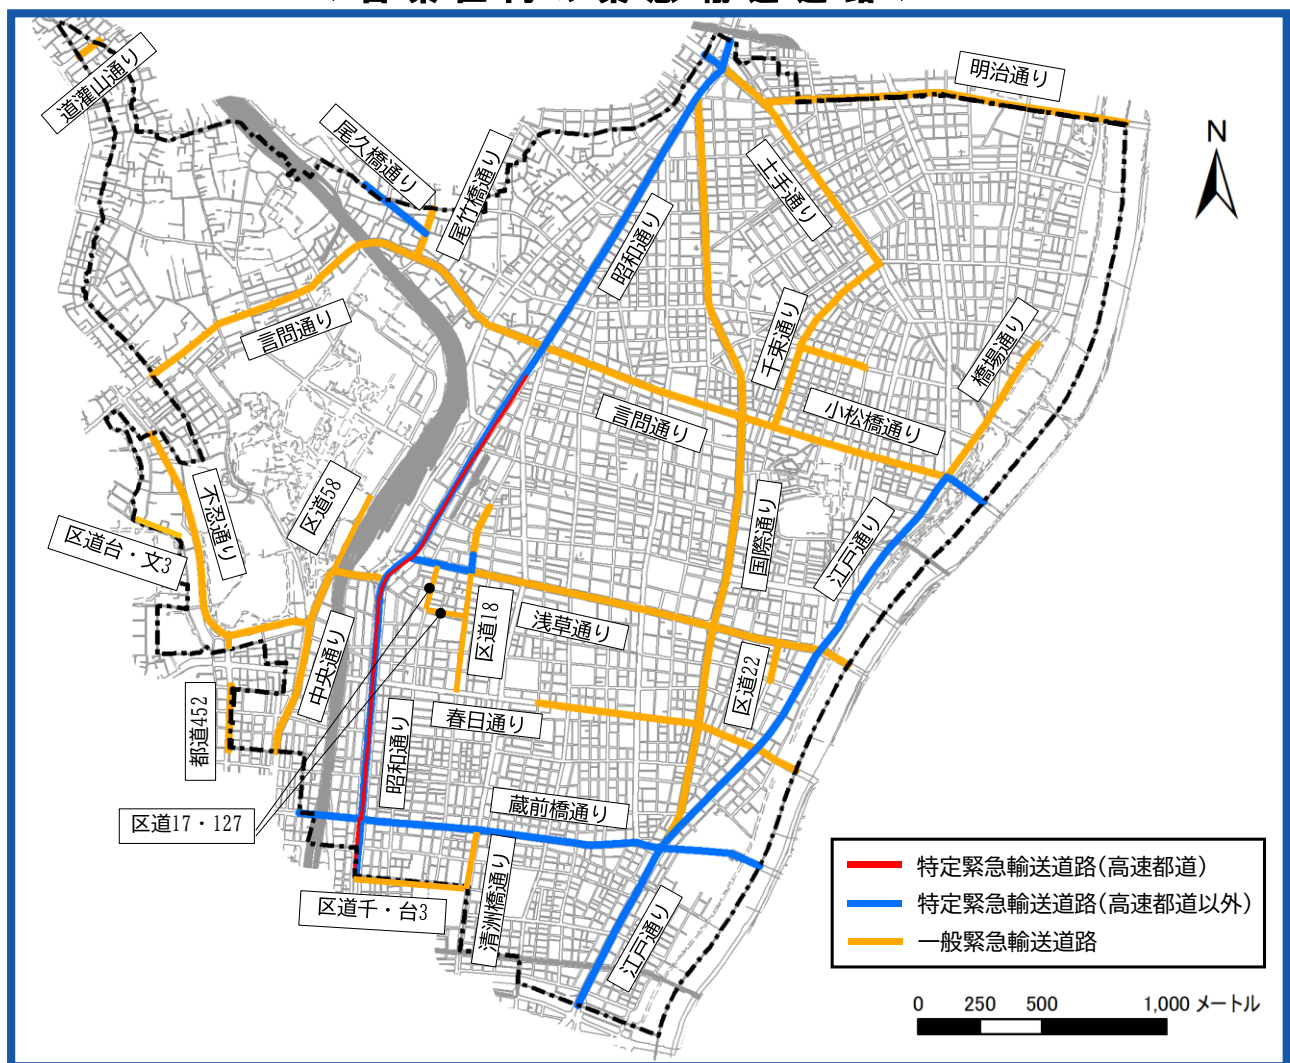 道灌山通り
尾久橋通り
尾竹橋通り
明治通り
N
土手通り
昭和通り
言問通り
千束通り
橋場通り
言問通り
小松橋通り
不忍通り
区道58
区道台・文3
国際通り
江戸通り
区道18
浅草通り
中央通り
区道22
都道452
春日通り
昭和通り
区道17・127
蔵前橋通り
清洲橋通り
区道千・台3
江戸通り
特定緊急輸送道路(高速都道)
特定緊急輸送道路(高速都道以外)
一般緊急輸送道路
0 250 500 1,000 メートル